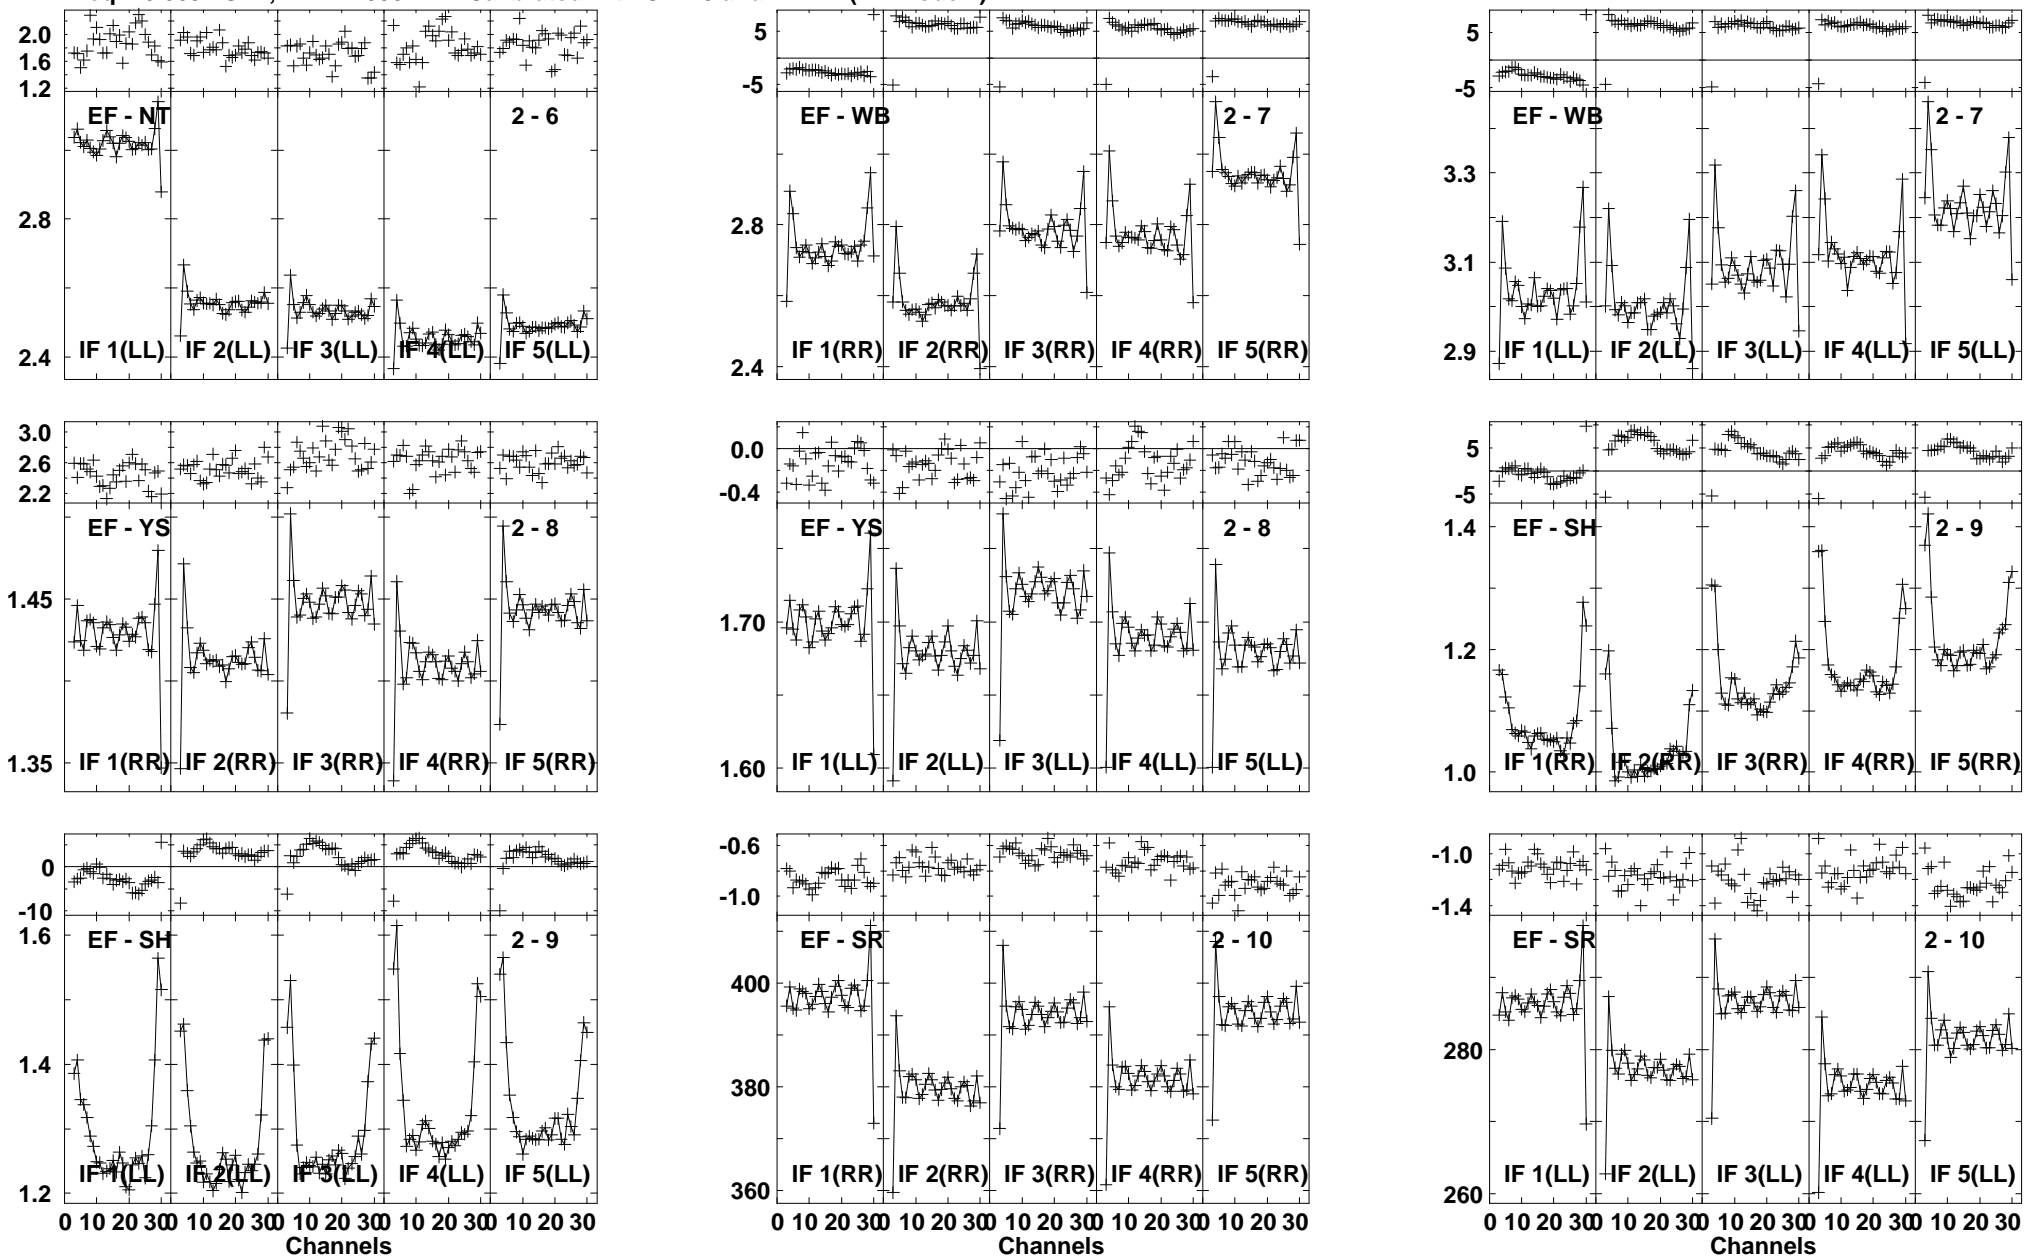 2.0
1.6
1.2
EF - NT
2 - 6
2.8
2.4
IF 1(LL) IF 2(LL) IF 3(LL) IF 4(LL) IF 5(LL)
5
-5
EF - WB
2 - 7
2.8
2.4
IF 1(RR) IF 2(RR) IF 3(RR) IF 4(RR) IF 5(RR)
5
-5
EF - WB
2 - 7
3.3
3.1
2.9
IF 1(LL) IF 2(LL) IF 3(LL) IF 4(LL) IF 5(LL)
3.0
2.6
2.2
EF - YS
2 - 8
1.45
1.35
IF 1(RR) IF 2(RR) IF 3(RR) IF 4(RR) IF 5(RR)
0.0
-0.4
EF - YS
2 - 8
1.70
1.60
IF 1(LL) IF 2(LL) IF 3(LL) IF 4(LL) IF 5(LL)
5
-5
EF - SH
2 - 9
1.4
1.2
1.0
IF 1(RR) IF 2(RR) IF 3(RR) IF 4(RR) IF 5(RR)
0
-10
EF - SH
2 - 9
1.6
1.4
1.2
IF 1(LL) IF 2(LL) IF 3(LL) IF 4(LL) IF 5(LL)
0 10 20 30 0 10 20 30 0 10 20 30 0 10 20 30 0 10 20 30
Channels
-0.6
-1.0
EF - SR
2 - 10
400
380
360
IF 1(RR) IF 2(RR) IF 3(RR) IF 4(RR) IF 5(RR)
0 10 20 30 0 10 20 30 0 10 20 30 0 10 20 30 0 10 20 30
Channels
-1.0
-1.4
EF - SR
2 - 10
280
260
IF 1(LL) IF 2(LL) IF 3(LL) IF 4(LL) IF 5(LL)
0 10 20 30 0 10 20 30 0 10 20 30 0 10 20 30 0 10 20 30
Channels